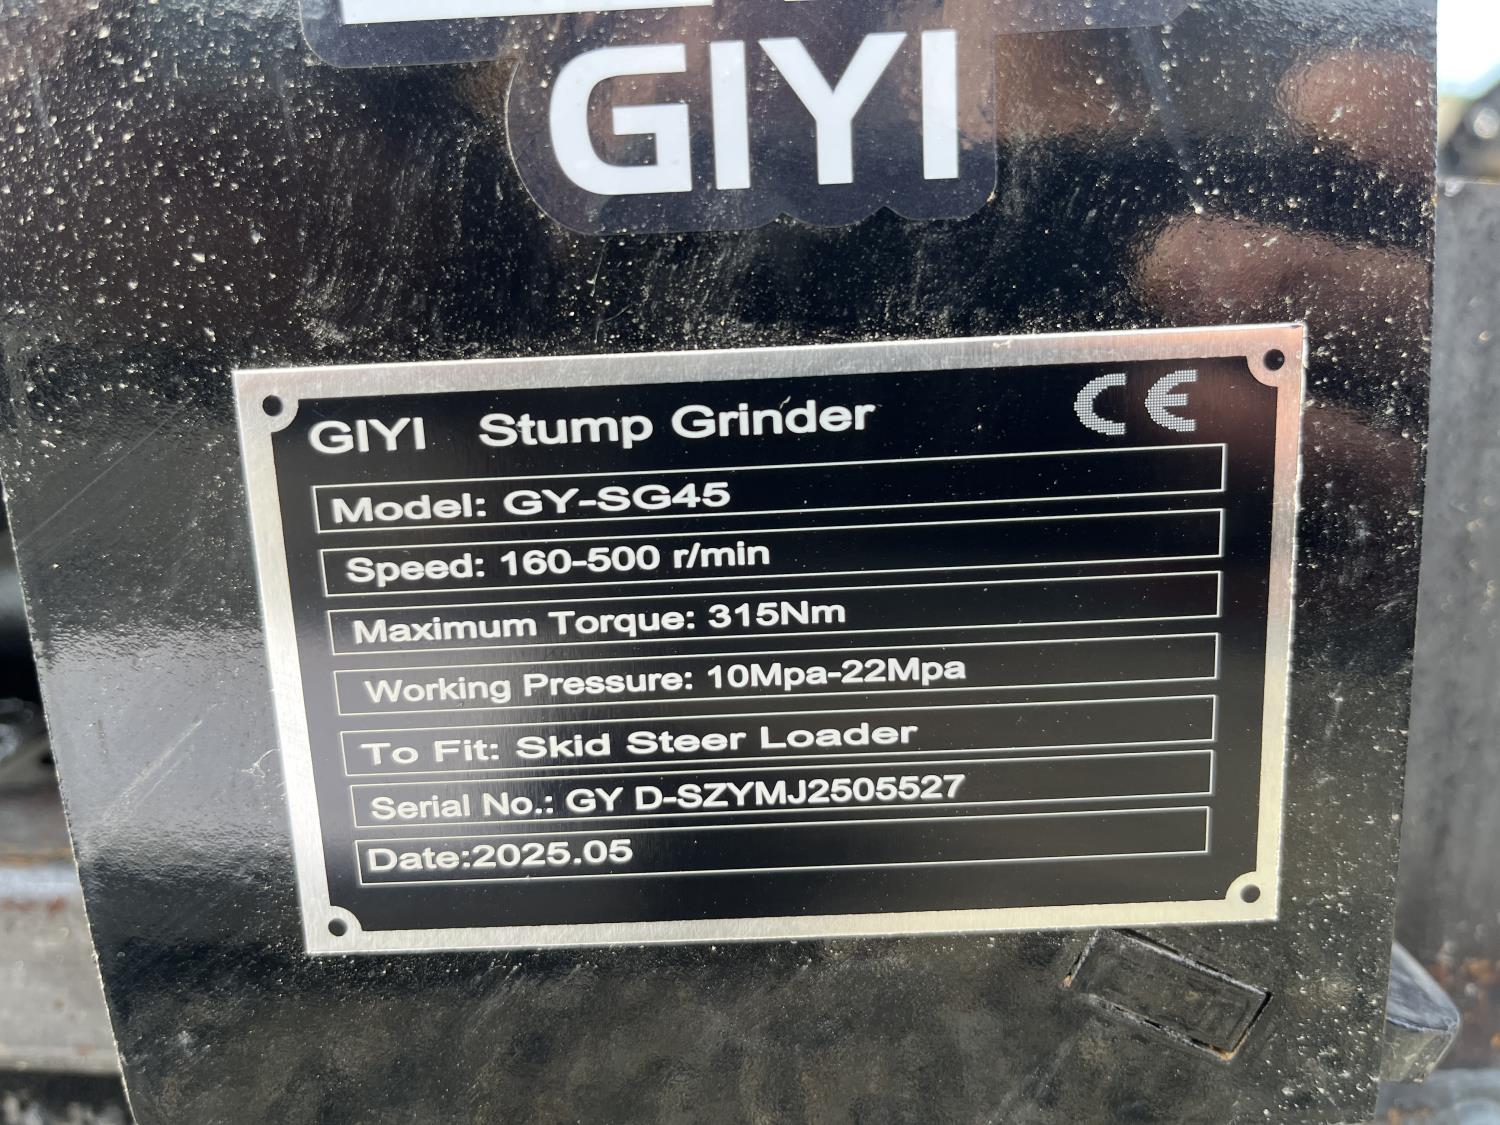 GIYI
GIYI Stump Grinder CE
Model: GY-SG45
Speed: 160-500 r/min
Maximum Torque: 315Nm
Working Pressure: 10Mpa-22Mpa
To Fit: Skid Steer Loader
Serial No.: GY D-SZYMJ2505527
Date:2025.05